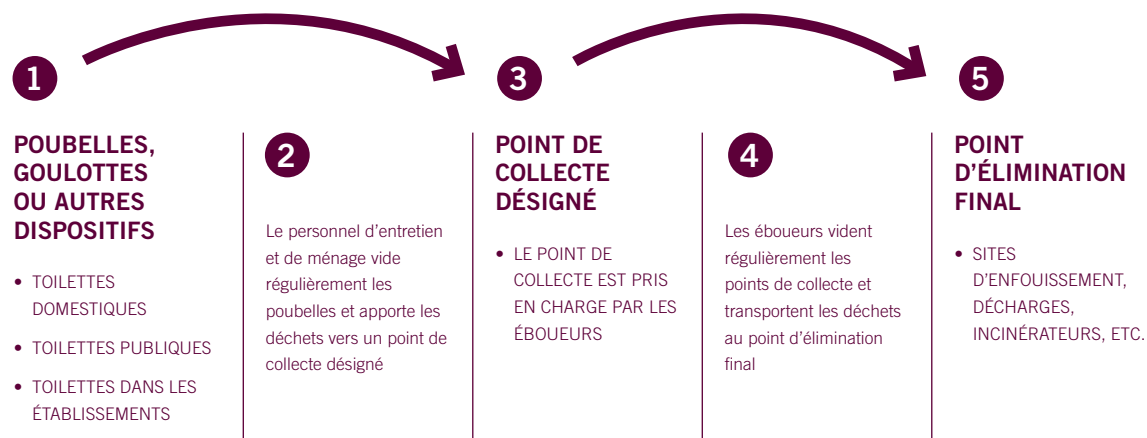 1
POUBELLES,
GOULOTTES
OU AUTRES
DISPOSITIFS
• TOILETTES
DOMESTIQUES
• TOILETTES PUBLIQUES
• TOILETTES DANS LES
ÉTABLISSEMENTS
2
Le personnel d’entretien
et de ménage vide
régulièrement les
poubelles et apporte les
déchets vers un point de
collecte désigné
3
POINT DE
COLLECTE
DÉSIGNÉ
• LE POINT DE
COLLECTE EST PRIS
EN CHARGE PAR LES
ÉBOUEURS
4
Les éboueurs vident
régulièrement les
points de collecte et
transportent les déchets
au point d’élimination
final
5
POINT
D’ÉLIMINATION
FINAL
• SITES
D’ENFOUISSEMENT,
DÉCHARGES,
INCINÉRATEURS, ETC.